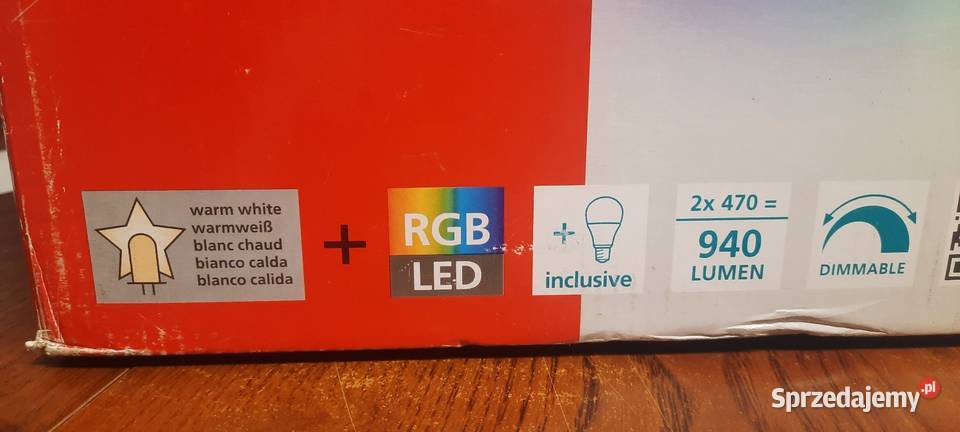 warm white
warmweiß
blanc chaud
bianco calda
blanco calida
+
RGB
LED
+
inclusive
2x 470 =
940
LUMEN
DIMMABLE
Sprzedajemy.pl